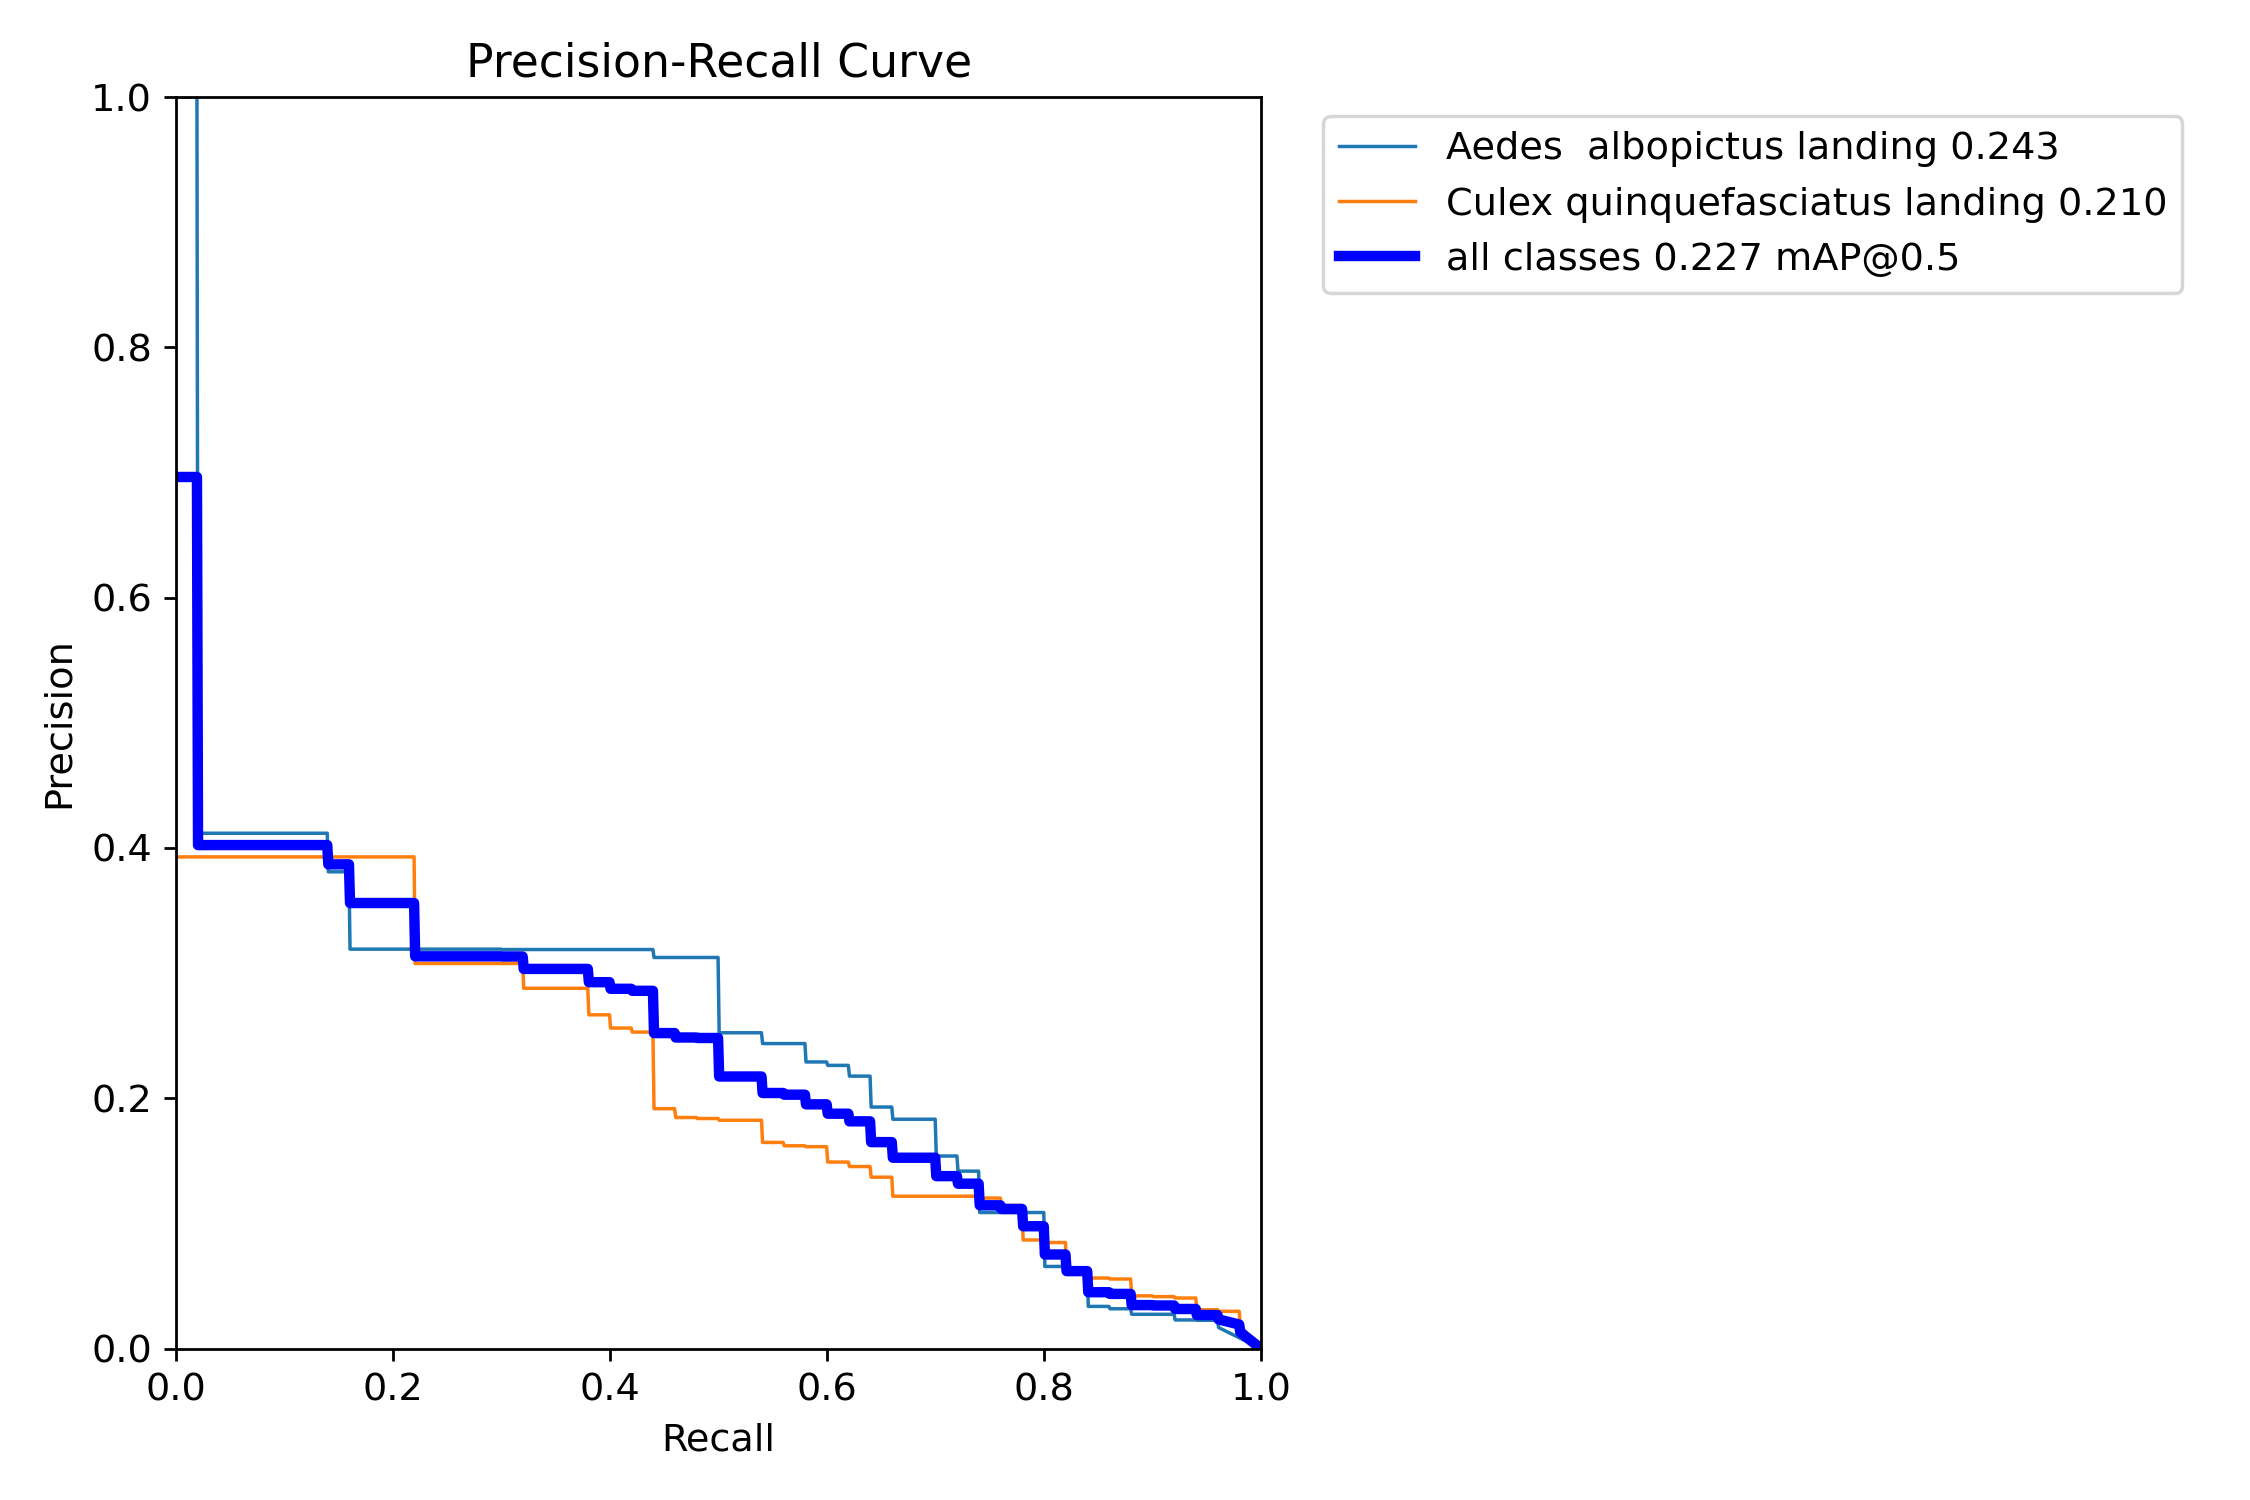 Precision-Recall Curve
1.0
0.8
0.6
0.4
0.2
0.0
Precision
0.0 0.2 0.4 0.6 0.8 1.0
Recall
Aedes  albopictus landing 0.243
Culex quinquefasciatus landing 0.210
all classes 0.227 mAP@0.5